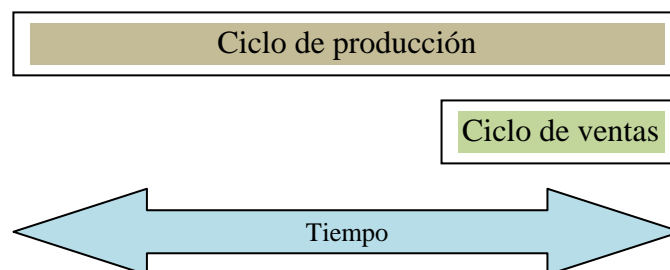 Ciclo de producción
Ciclo de ventas
Tiempo